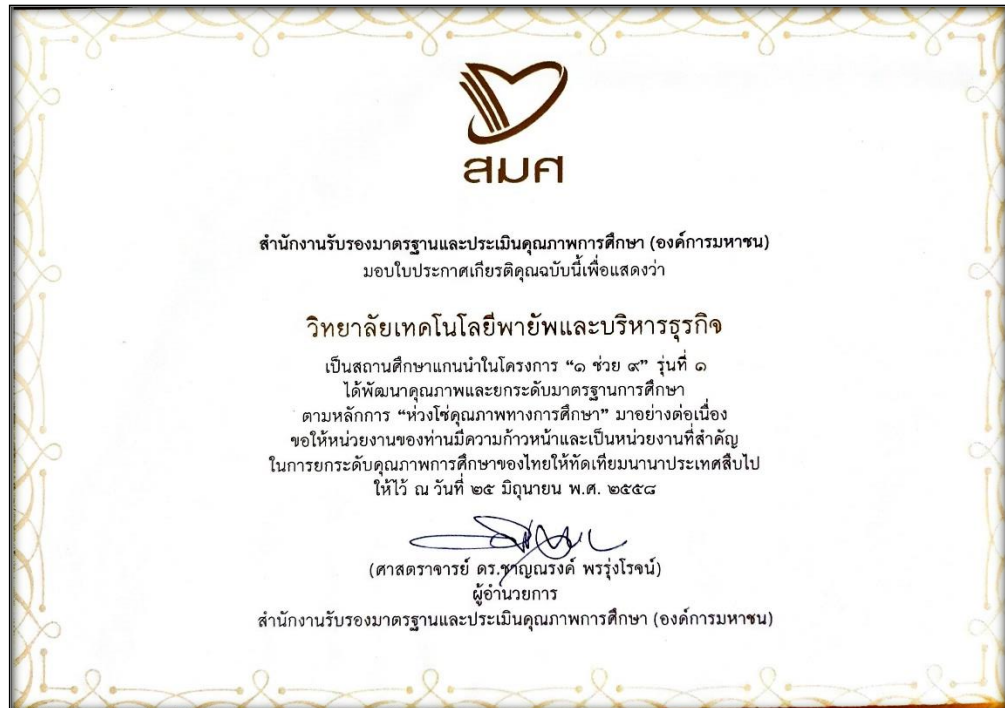 สมศ
สำนักงานรับรองมาตรฐานและประเมินคุณภาพการศึกษา (องค์การมหาชน)
มอบใบประกาศเกียรติคุณฉบับนี้เพื่อแสดงว่า
วิทยาลัยเทคโนโลยีพายัพและบริหารธุรกิจ
เป็นสถานศึกษาแกนนำในโครงการ “๑ ช่วย ๙” รุ่นที่ ๑
ได้พัฒนาคุณภาพและยกระดับมาตรฐานการศึกษา
ตามหลักการ “ห่วงโซ่คุณภาพทางการศึกษา” มาอย่างต่อเนื่อง
ขอให้หน่วยงานของท่านมีความก้าวหน้าและเป็นหน่วยงานที่สำคัญ
ในการยกระดับคุณภาพการศึกษาของไทยให้ทัดเทียมนานาประเทศสืบไป
ให้ไว้ ณ วันที่ ๒๕ มิถุนายน พ.ศ. ๒๕๕๘
(ศาสตราจารย์ ดร.ชาญณรงค์ พรรุ่งโรจน์)
ผู้อำนวยการ
สำนักงานรับรองมาตรฐานและประเมินคุณภาพการศึกษา (องค์การมหาชน)